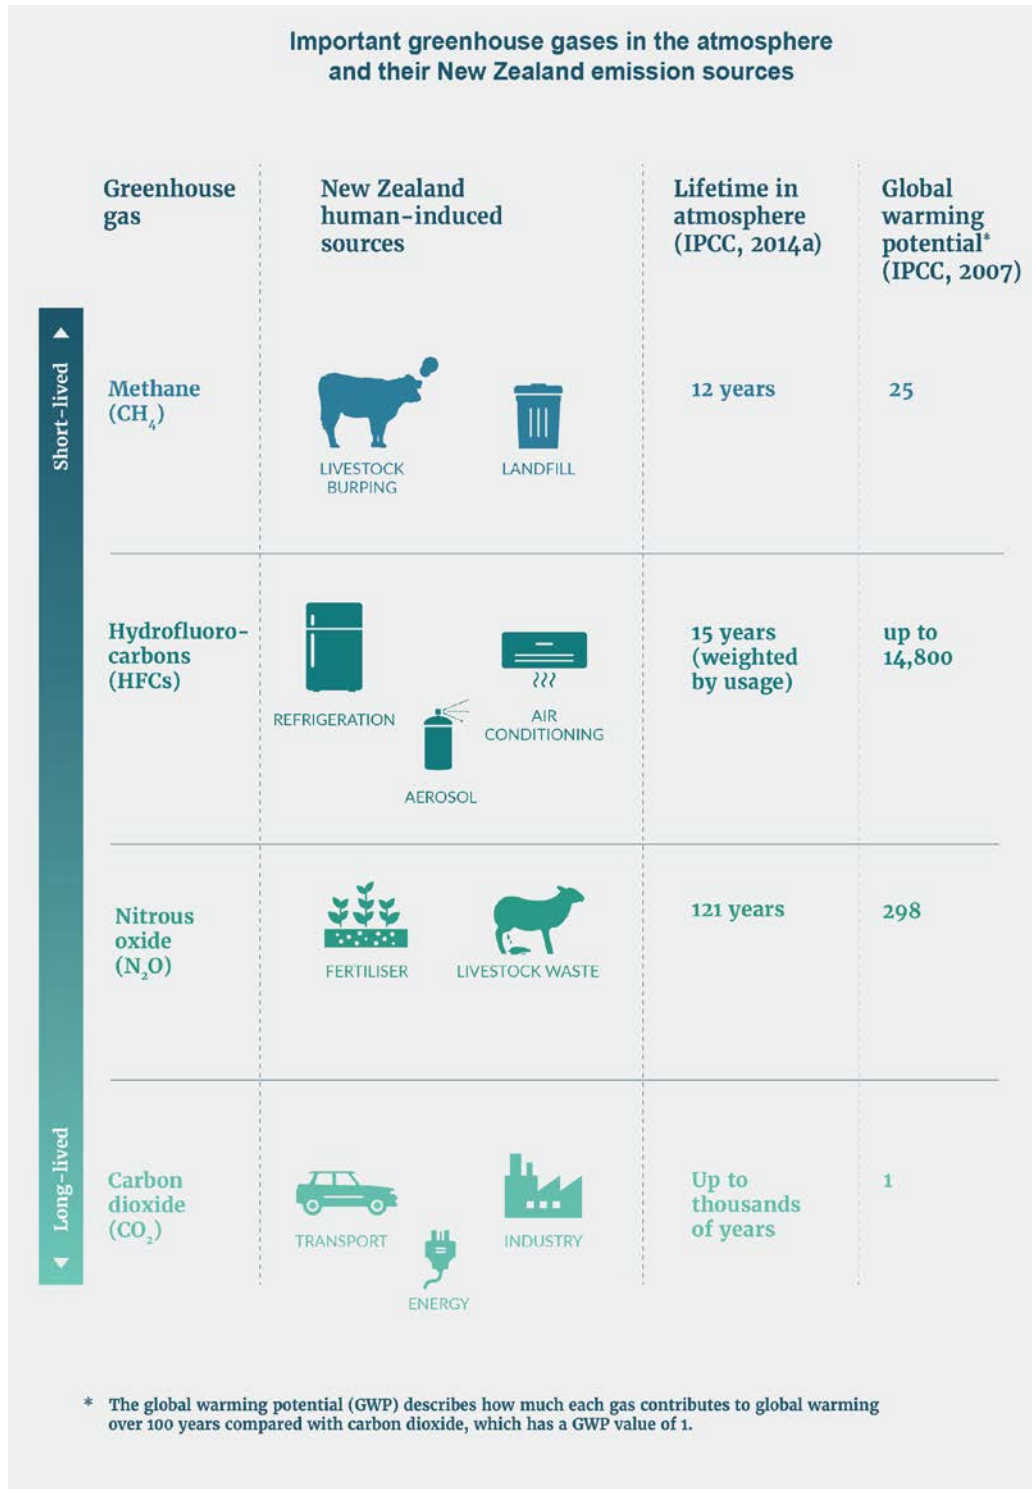 Important greenhouse gases in the atmosphere
and their New Zealand emission sources
Greenhouse
gas
New Zealand
human-induced
sources
Lifetime in
atmosphere
(IPCC, 2014a)
Global
warming
potential*
(IPCC, 2007)
Short-lived
Methane
(CH₄)
LIVESTOCK
BURPING
LANDFILL
12 years
25
Hydrofluoro-
carbons
(HFCs)
REFRIGERATION
AEROSOL
AIR
CONDITIONING
15 years
(weighted
by usage)
up to
14,800
Nitrous
oxide
(N₂O)
FERTILISER
LIVESTOCK WASTE
121 years
298
Long-lived
Carbon
dioxide
(CO₂)
TRANSPORT
ENERGY
INDUSTRY
Up to
thousands
of years
1
* The global warming potential (GWP) describes how much each gas contributes to global warming
over 100 years compared with carbon dioxide, which has a GWP value of 1.